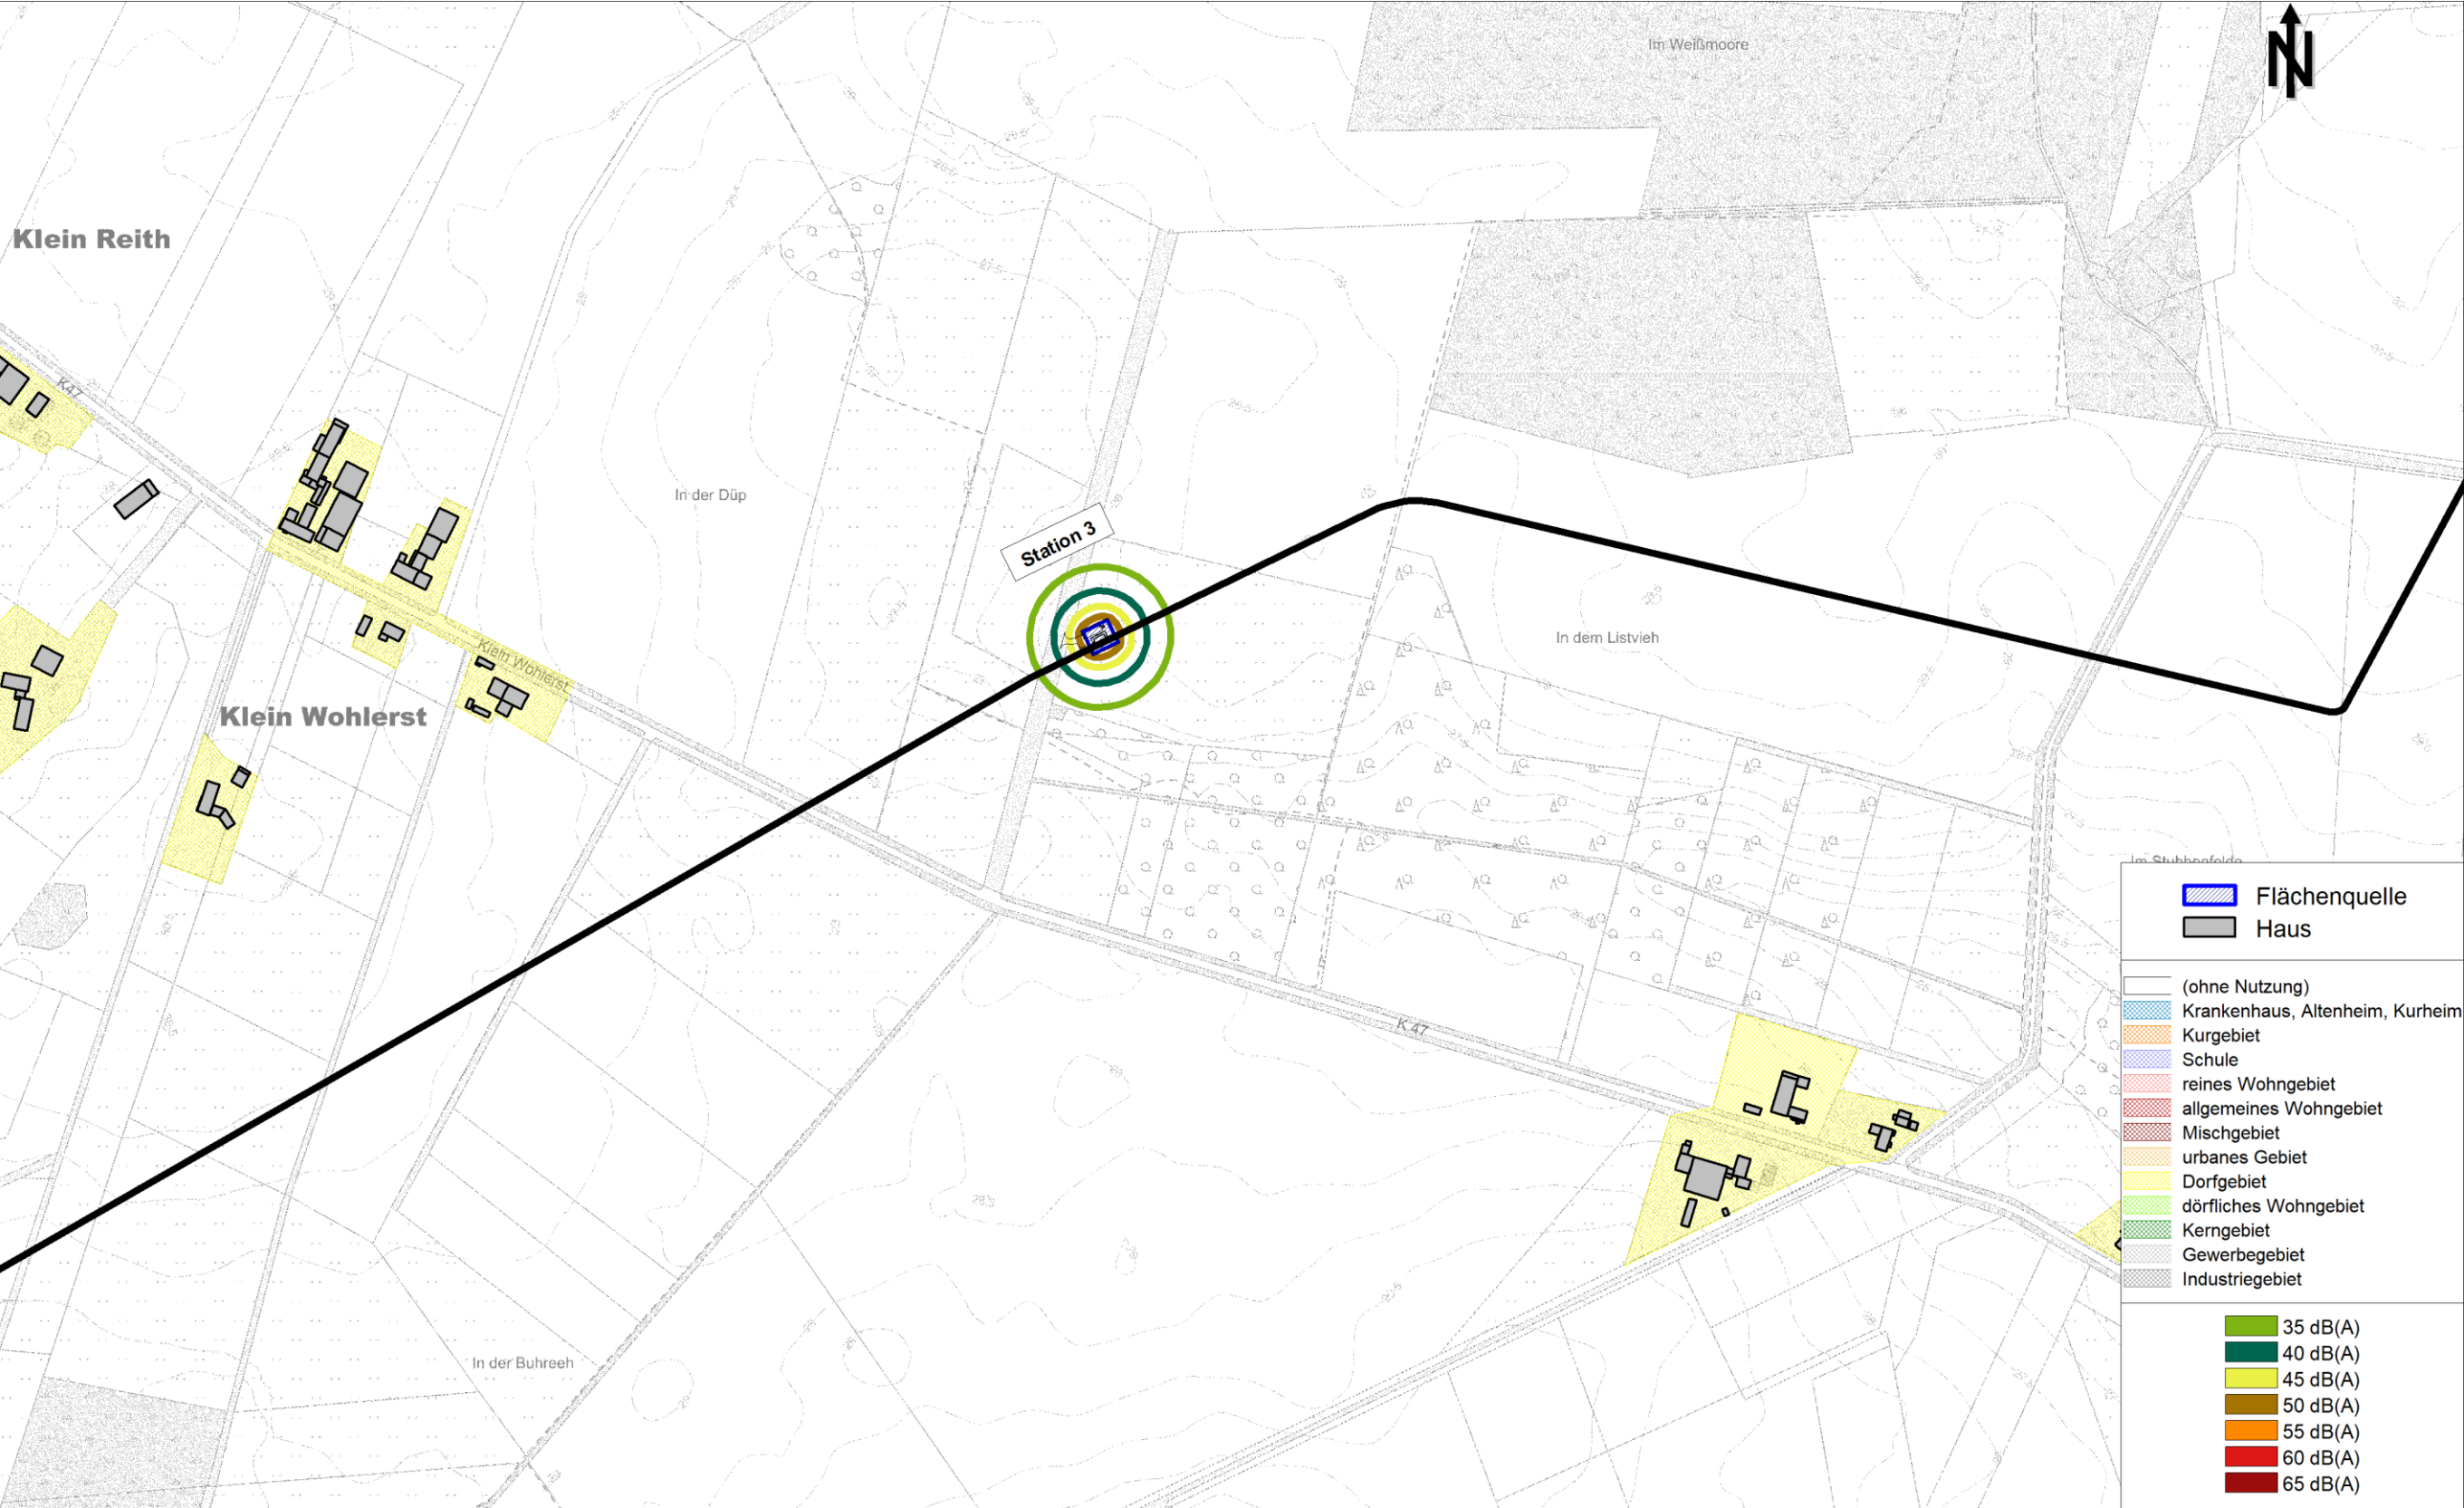 Im Weißmoore
N
Klein Reith
K47
In der Düp
Station 3
In dem Listvieh
Klein Wohlerst
Klein Wohlerst
K 47
28.5
In der Buhreeh
Flächenquelle
Haus
(ohne Nutzung)
Krankenhaus, Altenheim, Kurheim
Kurgebiet
Schule
reines Wohngebiet
allgemeines Wohngebiet
Mischgebiet
urbanes Gebiet
Dorfgebiet
dörfliches Wohngebiet
Kerngebiet
Gewerbegebiet
Industriegebiet
35 dB(A)
40 dB(A)
45 dB(A)
50 dB(A)
55 dB(A)
60 dB(A)
65 dB(A)